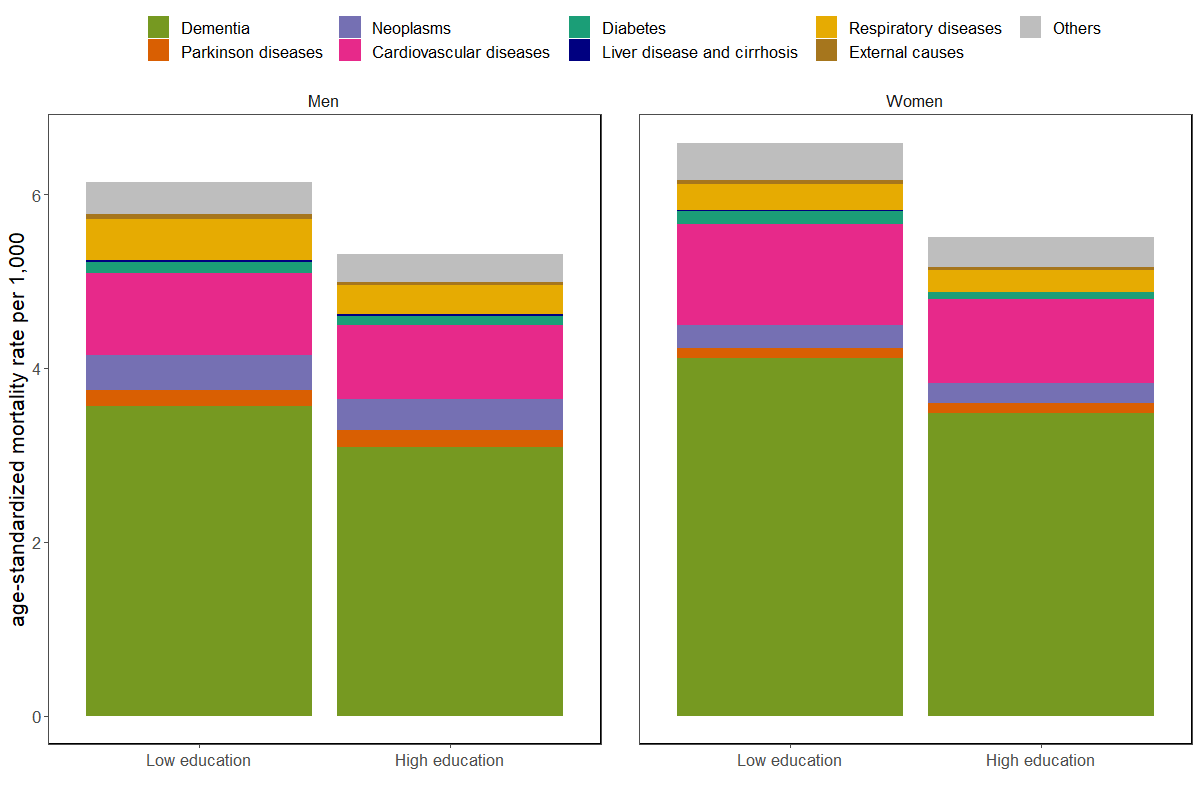 Dementia
Neoplasms
Diabetes
Respiratory diseases
Others
Parkinson diseases
Cardiovascular diseases
Liver disease and cirrhosis
External causes
Men
Women
age-standardized mortality rate per 1,000
6
4
2
0
Low education
High education
Low education
High education